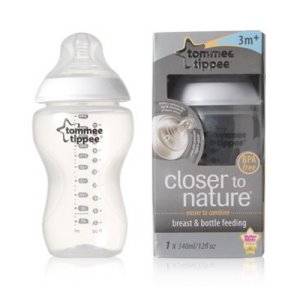 tommee
tippee
tommee
tippee
3m+
BPA
Free
closer to
nature
easier to combine
breast & bottle feeding
1 x 340ml/12fl oz